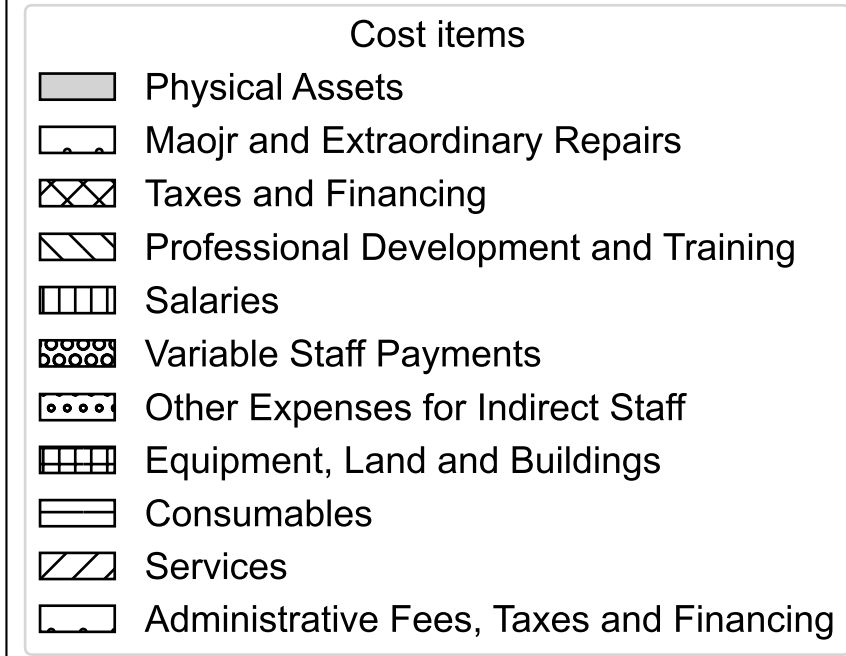 Cost items
Physical Assets
Maojr and Extraordinary Repairs
Taxes and Financing
Professional Development and Training
Salaries
Variable Staff Payments
Other Expenses for Indirect Staff
Equipment, Land and Buildings
Consumables
Services
Administrative Fees, Taxes and Financing